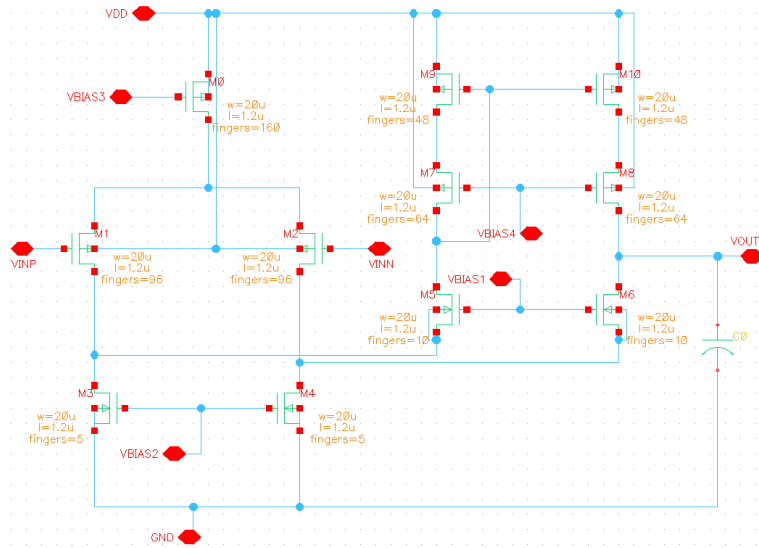 VDD
M9
M10
M0
VBIAS3
w=20u
l=1.2u
fingers=160
w=20u
l=1.2u
fingers=48
w=20u
l=1.2u
fingers=48
M7
M8
w=20u
l=1.2u
fingers=64
w=20u
l=1.2u
fingers=64
M1
M2
VBIAS4
VINP
w=20u
l=1.2u
fingers=96
w=20u
l=1.2u
fingers=96
VINN
VOUT
VBIAS1
M5
M6
w=20u
l=1.2u
fingers=10
w=20u
l=1.2u
fingers=10
C0
M3
M4
w=20u
l=1.2u
fingers=5
w=20u
l=1.2u
fingers=5
VBIAS2
GND